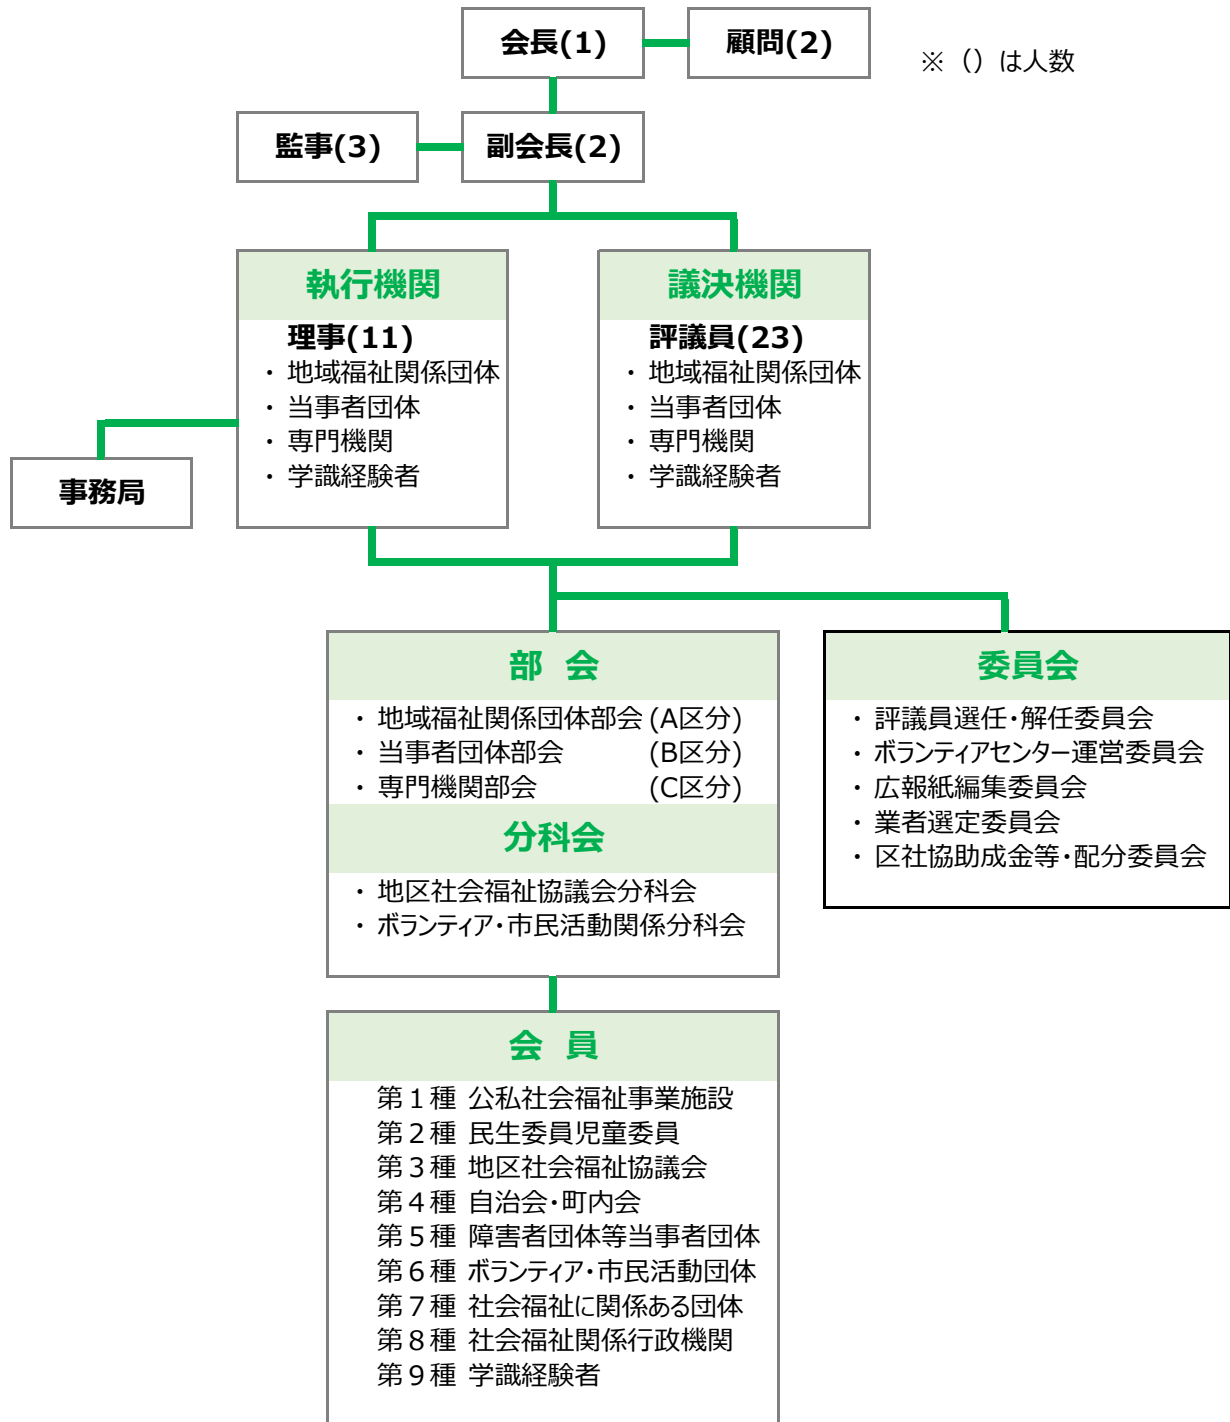 会長(1)
顧問(2)
※（）は人数
監事(3)
副会長(2)
執行機関
理事(11)
・ 地域福祉関係団体
・ 当事者団体
・ 専門機関
・ 学識経験者
議決機関
評議員(23)
・ 地域福祉関係団体
・ 当事者団体
・ 専門機関
・ 学識経験者
事務局
部 会
・ 地域福祉関係団体部会 (A区分)
・ 当事者団体部会 (B区分)
・ 専門機関部会 (C区分)
分科会
・ 地区社会福祉協議会分科会
・ ボランティア・市民活動関係分科会
委員会
・ 評議員選任・解任委員会
・ ボランティアセンター運営委員会
・ 広報紙編集委員会
・ 業者選定委員会
・ 区社協助成金等・配分委員会
会 員
第１種 公私社会福祉事業施設
第２種 民生委員児童委員
第３種 地区社会福祉協議会
第４種 自治会・町内会
第５種 障害者団体等当事者団体
第６種 ボランティア・市民活動団体
第７種 社会福祉に関係ある団体
第８種 社会福祉関係行政機関
第９種 学識経験者